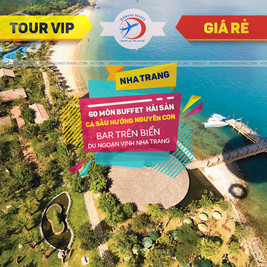 TOUR VIP
GIÁ RẺ
NHA TRANG
60 MÓN BUFFET HẢI SẢN
CÁ SẤU NƯỚNG NGUYÊN CON
BAR TRÊN BIỂN
DU NGOẠN VỊNH NHA TRANG